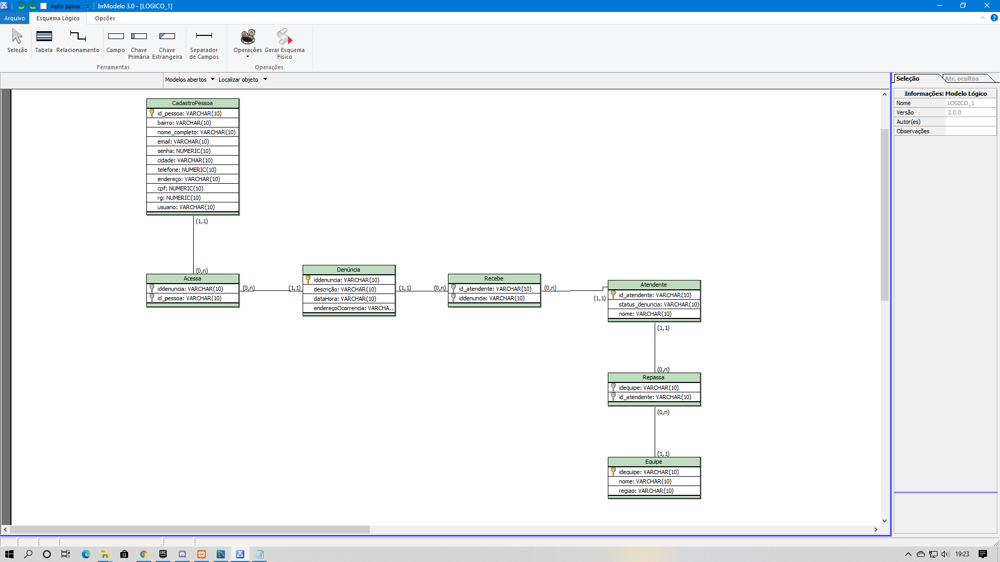 Auto Salvar
brModelo 3.0 - [LOGICO_1]
Arquivo
Esquema Lógico
Opções
Seleção
Tabela
Relacionamento
Campo
Chave
Primária
Chave
Estrangeira
Separador
de Campos
Operações
Gerar Esquema
Físico
Ferramentas
Operações
Modelos abertos
Localizar objeto
Seleção
Atr. ocultos
Informações: Modelo Lógico
Nome LOGICO_1
Versão 2.0.0
Autor(es)
Observações
CadastroPessoa
id_pessoa: VARCHAR(10)
bairro: VARCHAR(10)
nome_completo: VARCHAR(10)
email: VARCHAR(10)
senha: NUMERIC(10)
cidade: VARCHAR(10)
telefone: NUMERIC(10)
endereço: VARCHAR(10)
cpf: NUMERIC(10)
rg: NUMERIC(10)
usuario: VARCHAR(10)
(1,1)
(0,n)
Acessa
iddenuncia: VARCHAR(10)
id_pessoa: VARCHAR(10)
(0,n)
(1,1)
Denúncia
iddenuncia: VARCHAR(10)
descrição: VARCHAR(10)
dataHora: VARCHAR(10)
endereçoOcorrencia: VARCHA..
(1,1)
(0,n)
Recebe
id_atendente: VARCHAR(10)
iddenuncia: VARCHAR(10)
(0,n)
(1,1)
Atendente
id_atendente: VARCHAR(10)
status_denuncia: VARCHAR(10)
nome: VARCHAR(10)
(1,1)
(0,n)
Repassa
idequipe: VARCHAR(10)
id_atendente: VARCHAR(10)
(0,n)
(1,1)
Equipe
idequipe: VARCHAR(10)
nome: VARCHAR(10)
regiao: VARCHAR(10)
EPIC
19:23